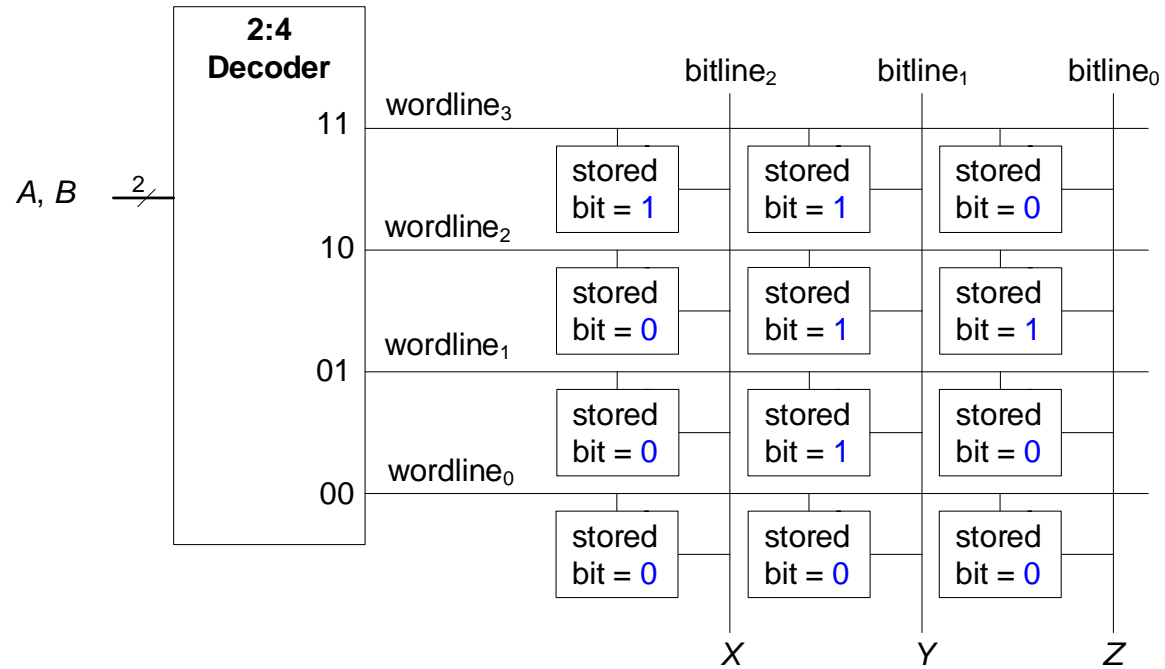 2:4
Decoder
bitline₂ bitline₁ bitline₀
wordline₃
11
stored stored stored
bit = 1 bit = 1 bit = 0
A, B 2
wordline₂
10
stored stored stored
bit = 0 bit = 1 bit = 1
wordline₁
01
stored stored stored
bit = 0 bit = 1 bit = 0
wordline₀
00
stored stored stored
bit = 0 bit = 0 bit = 0
X Y Z